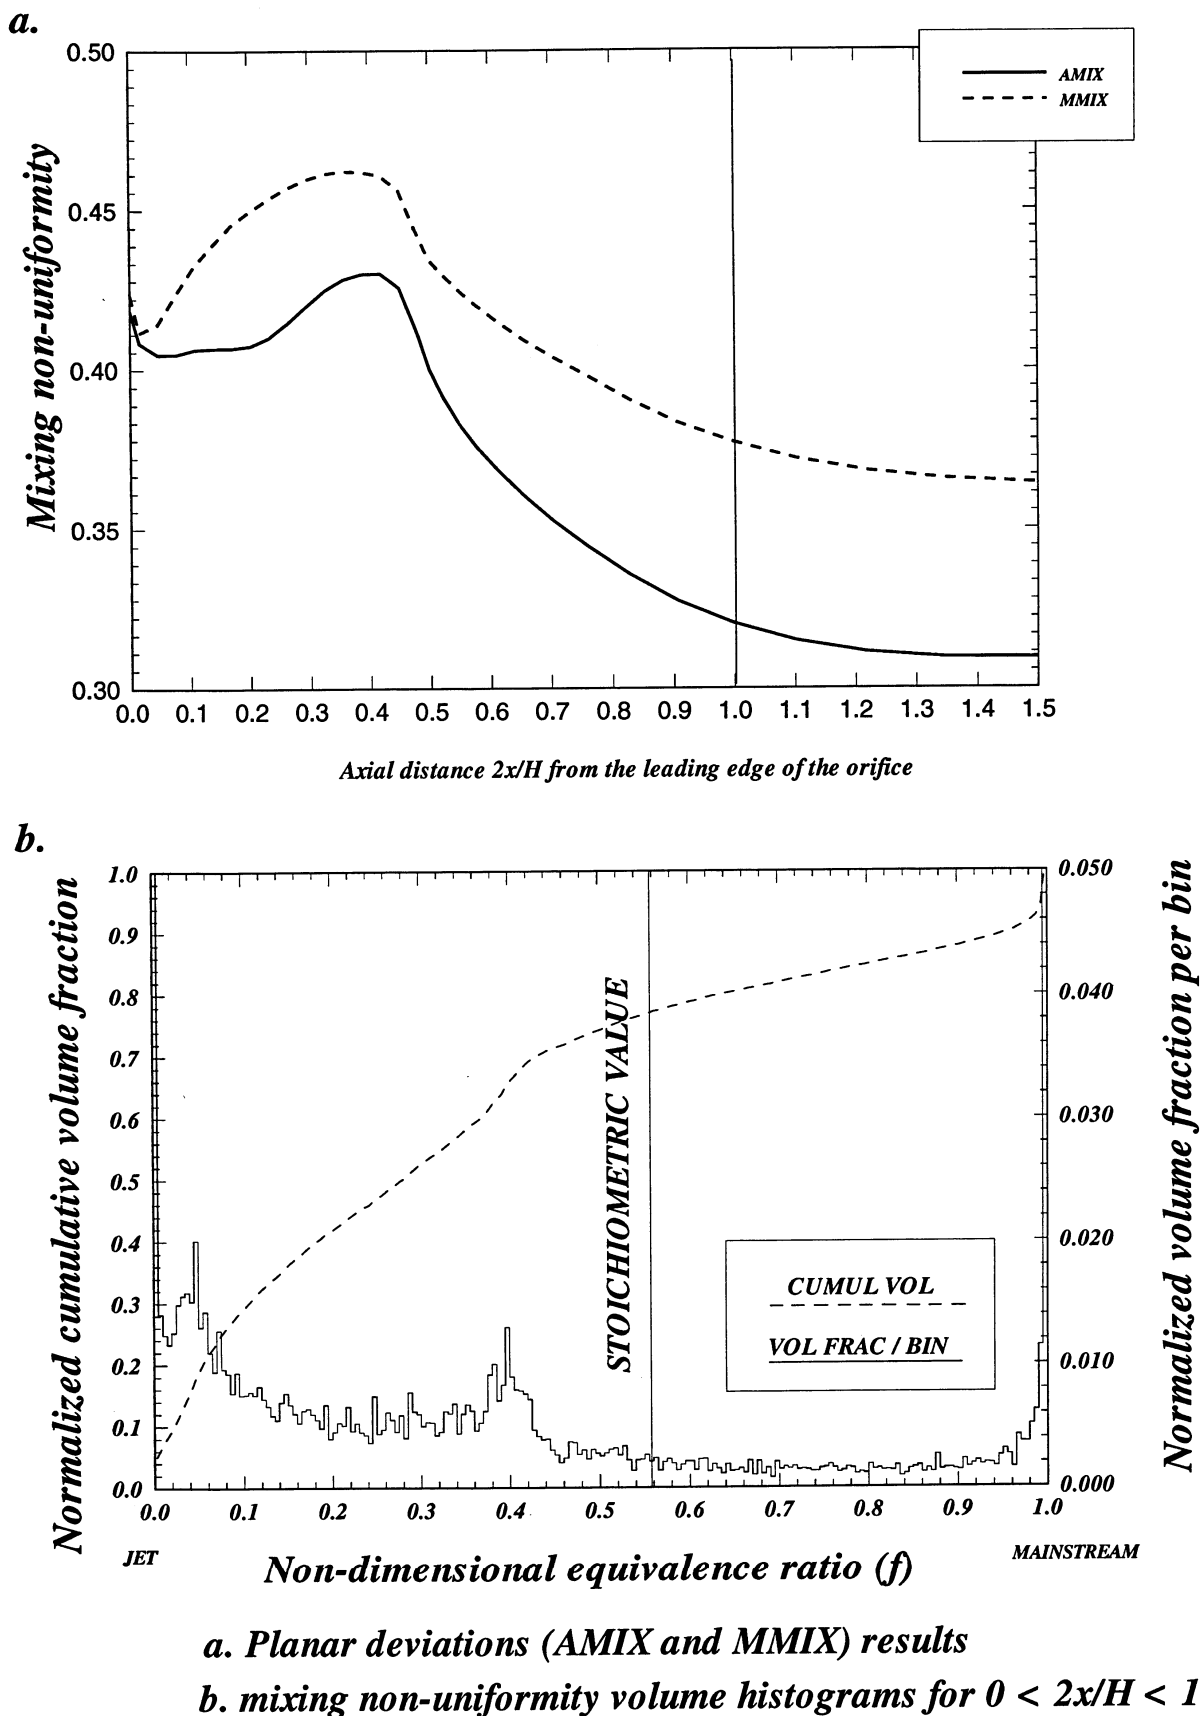 a.
0.50
0.45
0.40
0.35
0.30
Mixing non-uniformity
AMIX
MMIX
0.0 0.1 0.2 0.3 0.4 0.5 0.6 0.7 0.8 0.9 1.0 1.1 1.2 1.3 1.4 1.5
Axial distance 2x/H from the leading edge of the orifice
b.
Normalized cumulative volume fraction
1.0
0.9
0.8
0.7
0.6
0.5
0.4
0.3
0.2
0.1
0.0
STOICHIOMETRIC VALUE
CUMUL VOL
VOL FRAC / BIN
0.050
0.040
0.030
0.020
0.010
0.000
Normalized volume fraction per bin
0.0 0.1 0.2 0.3 0.4 0.5 0.6 0.7 0.8 0.9 1.0
JET
MAINSTREAM
Non-dimensional equivalence ratio (f)
a. Planar deviations (AMIX and MMIX) results
b. mixing non-uniformity volume histograms for 0 < 2x/H < 1